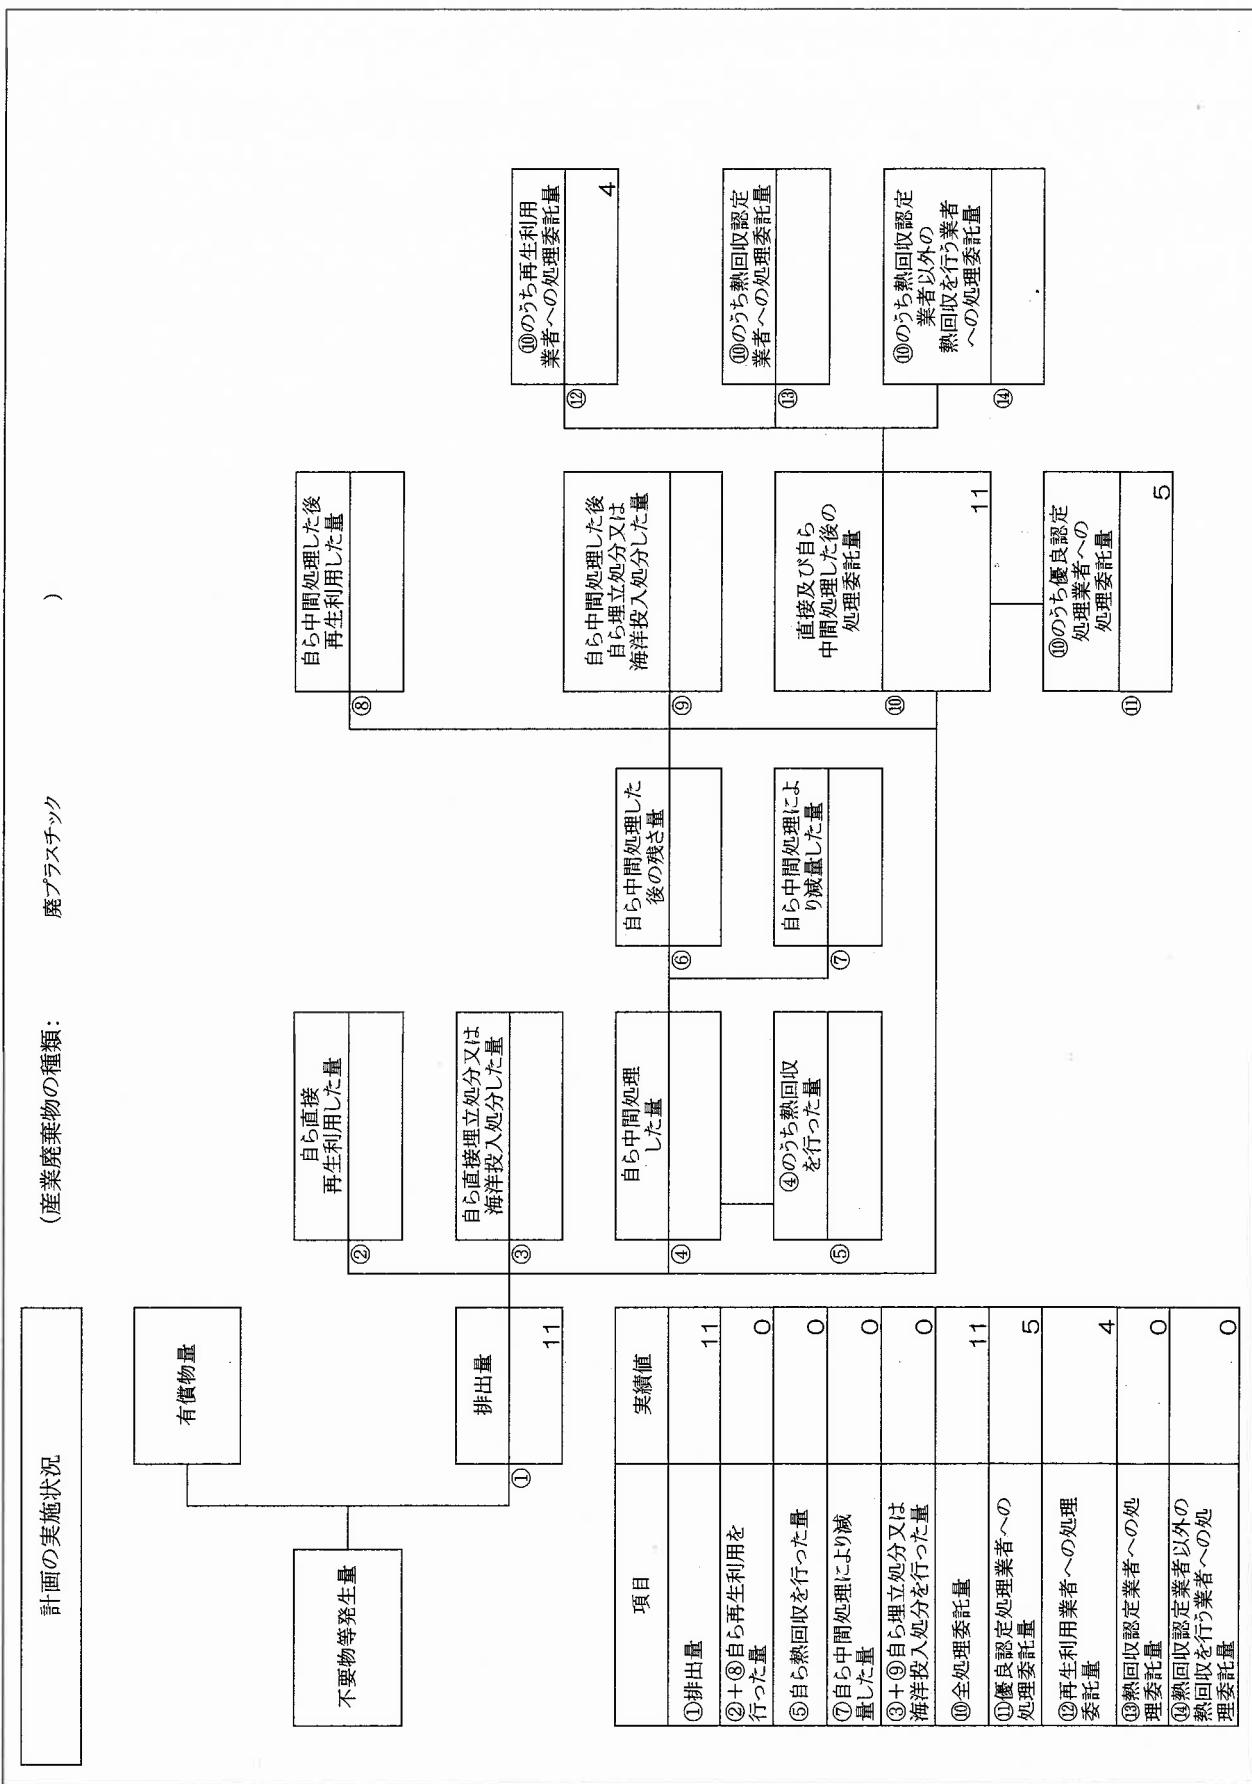 計画の実施状況
(産業廃棄物の種類:
廃プラスチック
)
不要物等発生量
有償物量
排出量
①
11
自ら直接
再生利用した量
②
自ら直接埋立処分又は
海洋投入処分した量
③
自ら中間処理
した量
④
④のうち熱回収
を行った量
⑤
自ら中間処理した
後の残さ量
⑥
自ら中間処理によ
り減量した量
⑦
自ら中間処理した後
再生利用した量
⑧
自ら中間処理した後
自ら埋立処分又は
海洋投入処分した量
⑨
直接及び自ら
中間処理した後の
処理委託量
⑩
11
⑩のうち優良認定
処理業者への
処理委託量
⑪
5
⑩のうち再生利用
業者への処理委託量
⑫
4
⑩のうち熱回収認定
業者への処理委託量
⑬
⑩のうち熱回収認定
業者以外の
熱回収を行う業者
への処理委託量
⑭
項目 実績値
①排出量 11
②+⑧自ら再生利用を
行った量 0
⑤自ら熱回収を行った量 0
⑦自ら中間処理により減
量した量 0
③+⑨自ら埋立処分又は
海洋投入処分を行った量 0
⑩全処理委託量 11
⑪優良認定処理業者への
処理委託量 5
⑫再生利用業者への処理
委託量 4
⑬熱回収認定業者への処
理委託量 0
⑭熱回収認定業者以外の
熱回収を行う業者への処
理委託量 0